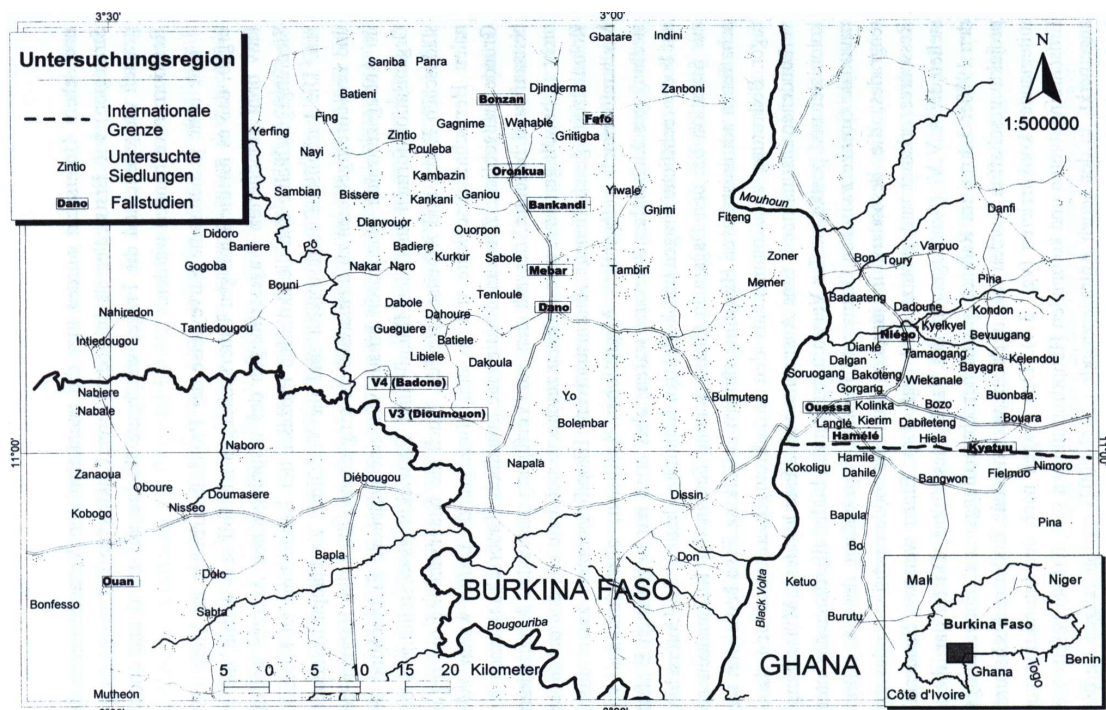 3°30'
3°00'
Untersuchungsregion
Internationale
Grenze
Zintio
Untersuchte
Siedlungen
Dano
Fallstudien
N
1:500000
Gbatare
Indini
Saniba
Panra
Batieni
Bonzan
Djindjerma
Zanboni
Fing
Gagnime
Wahable
Fafo
Yerfing
Zintio
Gnitigba
Nayi
Pouleba
Oronkua
Kambazin
Sambian
Bissere
Kankani
Ganiou
Yiwale
Bankandi
Gnimi
Mouhoun
Fiteng
Danfi
Dianyouor
Ouorpon
Didoro
Baniere
Pô
Badiere
Kurkur
Sabole
Zoner
Varpuo
Bon
Toury
Gogoba
Nakar
Naro
Mebar
Tambiri
Memer
Pina
Bouni
Tenloule
Badaateng
Dadoune
Nahiredon
Dabole
Dahoure
Dano
Kondon
Tantiedougou
Gueguere
Kyelkyel
Niégo
Bevuugang
Intiedougou
Batiele
Dianlé
Tamaogang
Libiele
Dakoula
Dalgan
Kelendou
Soruogang
Bakoteng
Bayagra
V4 (Badone)
Wiekanale
Nabiere
Gorgang
Yo
Bulmuteng
Buonbaa
Nabale
V3 (Dioumouon)
Ouessa
Kolinka
Bozo
Bolembar
Langlé
Kierim
Dabileteng
Bouara
Naboro
Hamélé
Hiela
Kyetuu
11°00'
Napala
Hamile
Kokoligu
Nimoro
Zanaoua
Diébougou
Dahile
Fielmuo
Qboure
Doumasere
Bangwon
Dissin
Nisseo
Kobogo
Bapula
Pina
Bapla
Bo
Don
Ouan
Dolo
BURKINA FASO
Ketuo
Black Volta
Mali
Niger
Bonfesso
Sabta
Bougouriba
Burutu
Burkina Faso
GHANA
Ghana
Togo
Benin
5 0 5 10 15 20 Kilometer
Mutheon
Côte d'Ivoire